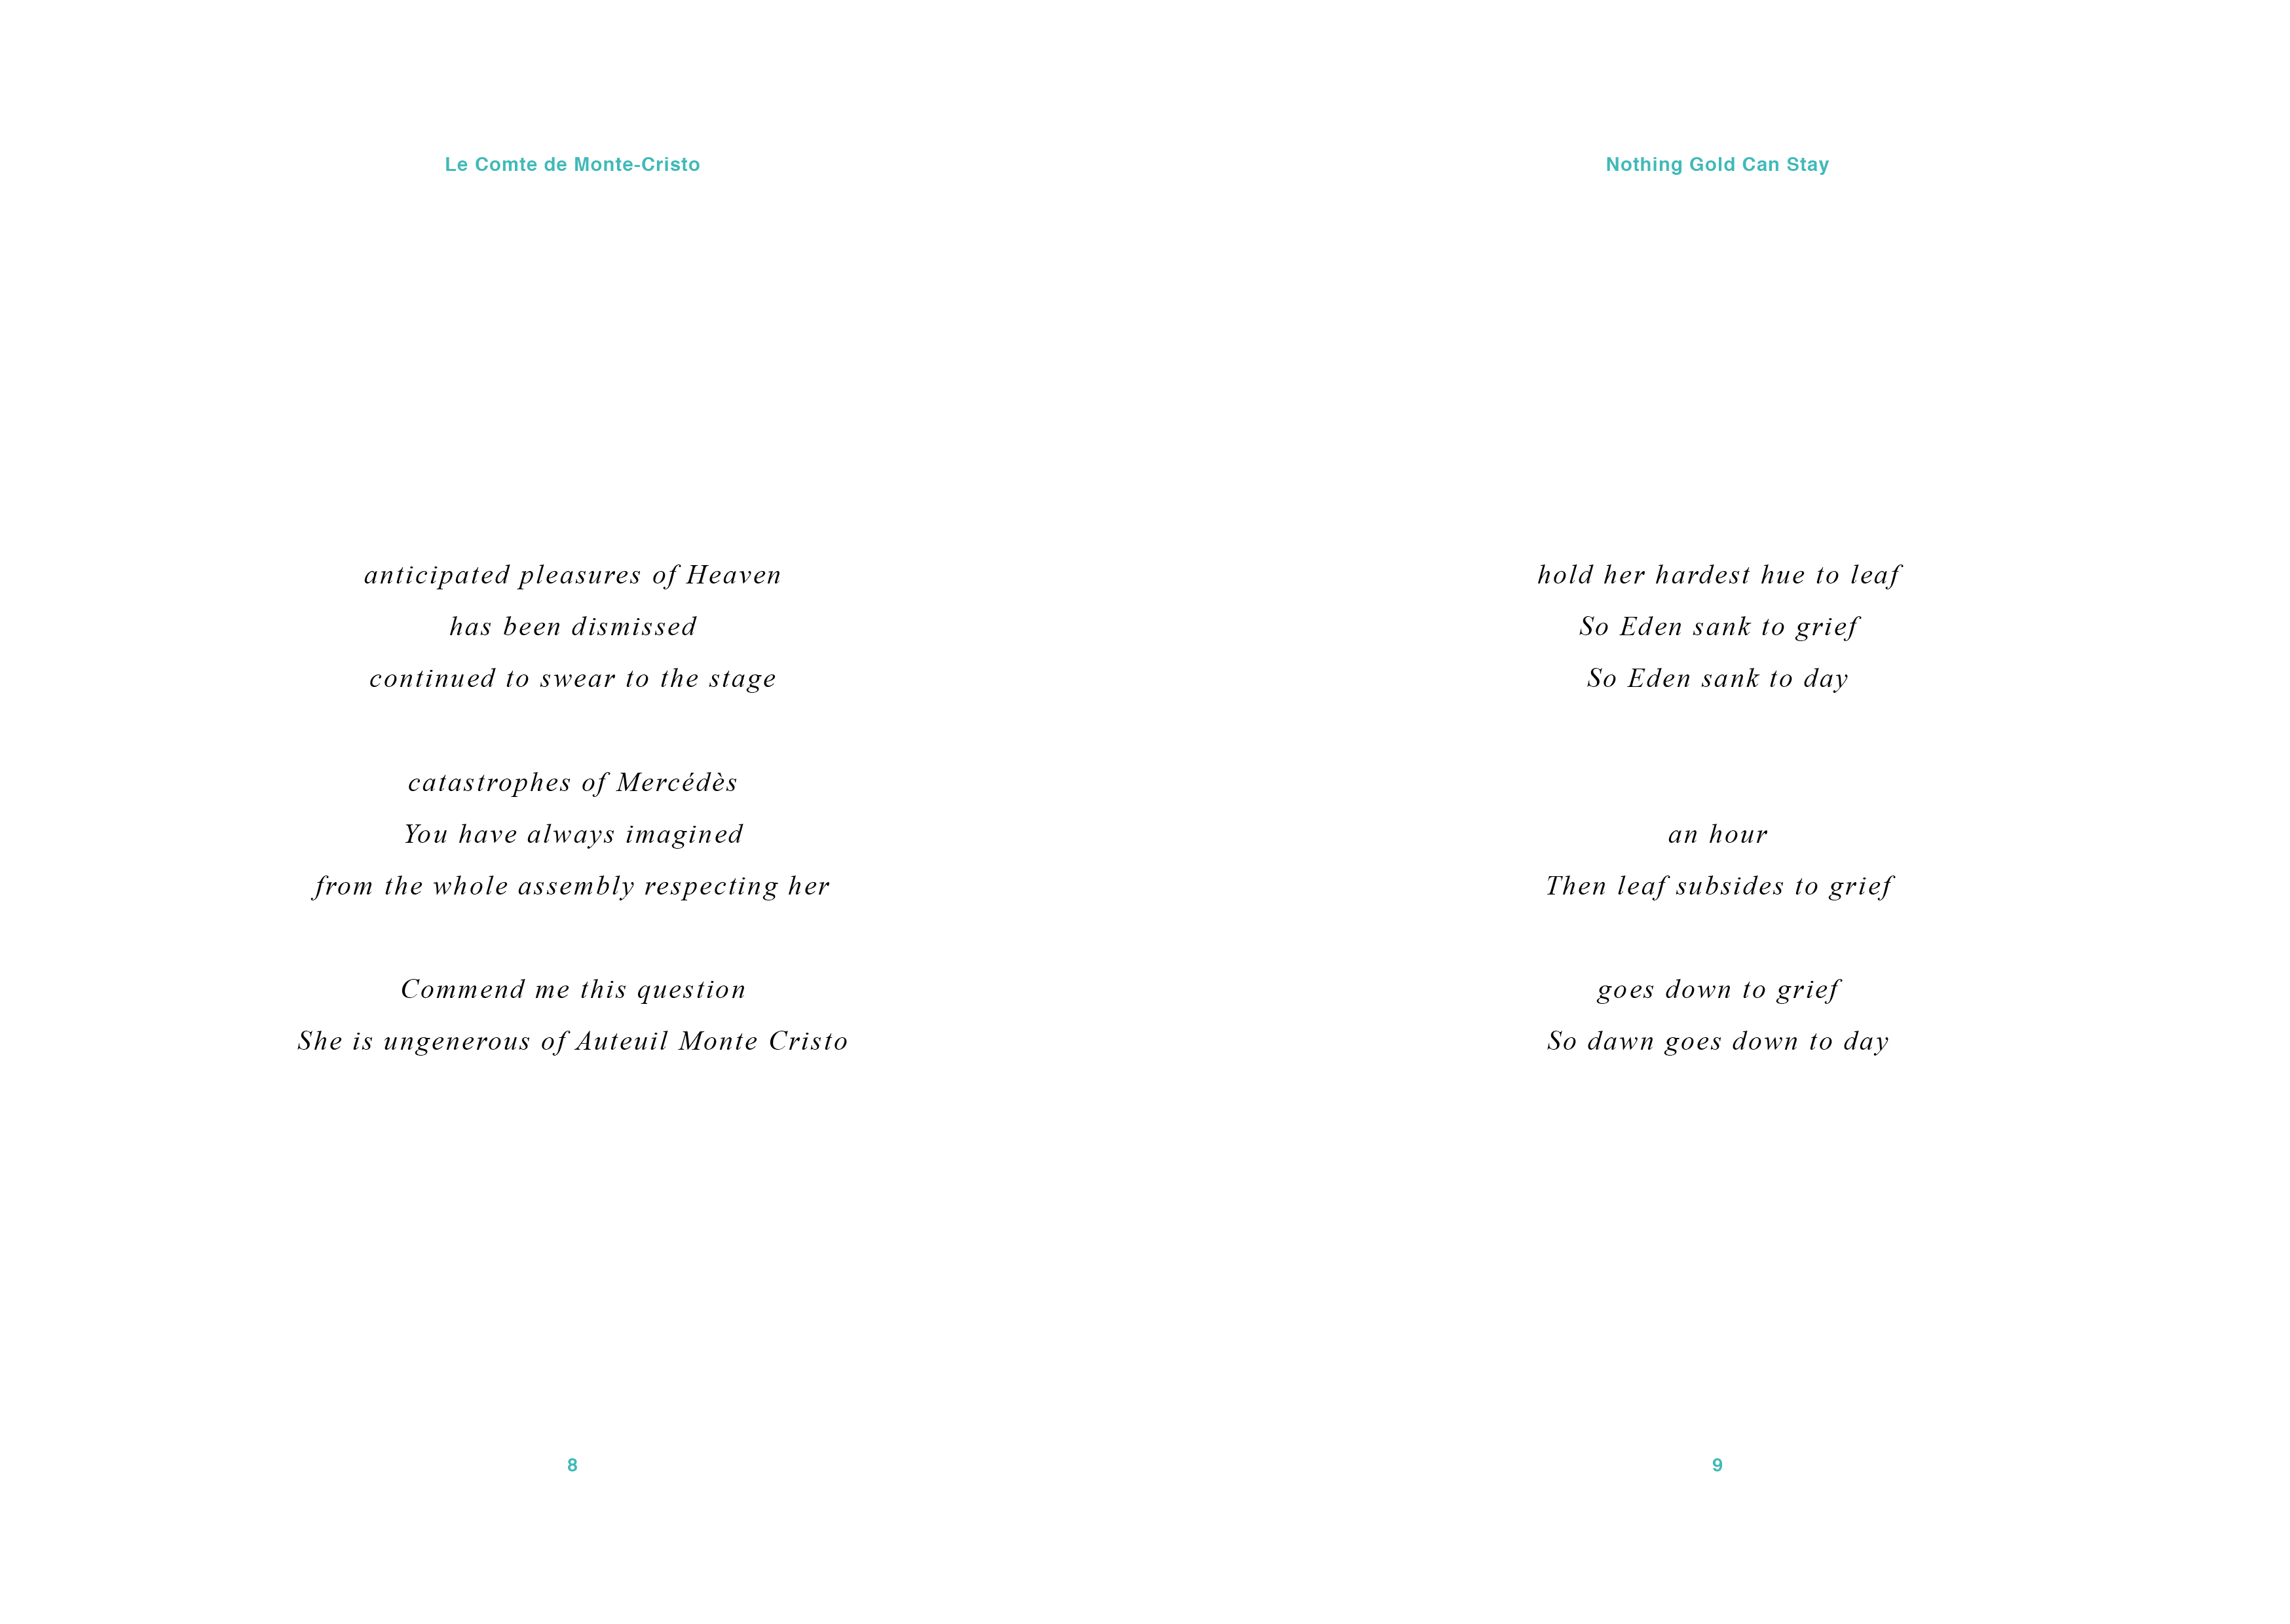 Le Comte de Monte-Cristo
anticipated pleasures of Heaven
has been dismissed
continued to swear to the stage
catastrophes of Mercédès
You have always imagined
from the whole assembly respecting her
Commend me this question
She is ungenerous of Auteuil Monte Cristo
8
Nothing Gold Can Stay
hold her hardest hue to leaf
So Eden sank to grief
So Eden sank to day
an hour
Then leaf subsides to grief
goes down to grief
So dawn goes down to day
9